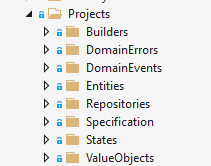 Projects
Builders
DomainErrors
DomainEvents
Entities
Repositories
Specification
States
ValueObjects